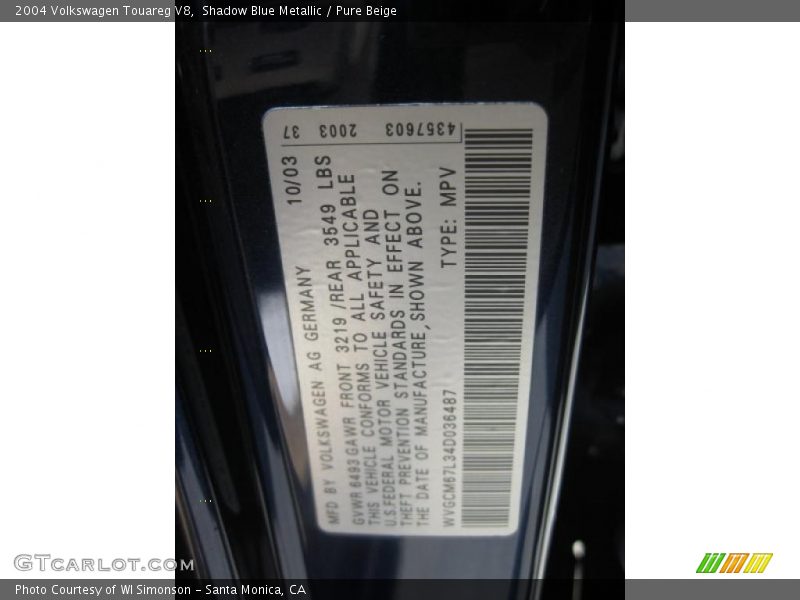 2004 Volkswagen Touareg V8, Shadow Blue Metallic / Pure Beige
4357603 2003 37
MFD BY VOLKSWAGEN AG GERMANY 10/03
GVWR 6493 GAWR FRONT 3219 /REAR 3549 LBS
THIS VEHICLE CONFORMS TO ALL APPLICABLE
U.S.FEDERAL MOTOR VEHICLE SAFETY AND
THEFT PREVENTION STANDARDS IN EFFECT ON
THE DATE OF MANUFACTURE,SHOWN ABOVE.
WVGCM67L34D036487 TYPE: MPV
GTCARLOT.COM
Photo Courtesy of WI Simonson - Santa Monica, CA